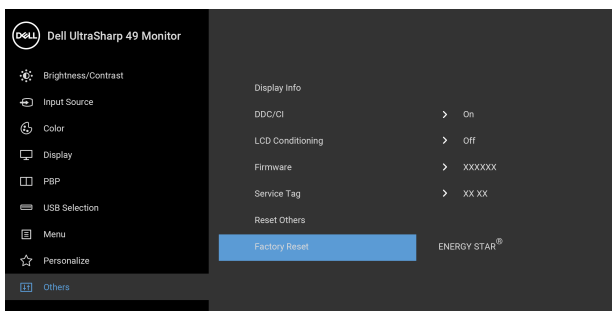 DELL Dell UltraSharp 49 Monitor
Brightness/Contrast
Input Source
Color
Display
PBP
USB Selection
Menu
Personalize
Others
Display Info
DDC/CI > On
LCD Conditioning > Off
Firmware > XXXXXX
Service Tag > XX XX
Reset Others
Factory Reset ENERGY STAR®